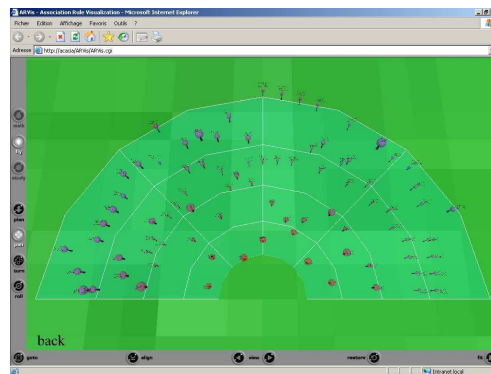 ARVis - Association Rule Visualization - Microsoft Internet Explorer
Fichier Edition Affichage Favoris Outils ?
Adresse http://acacia/ARVis/ARVis.cgi
walk
fly
study
plan
pan
turn
roll
back
goto align view restore fit
Intranet local